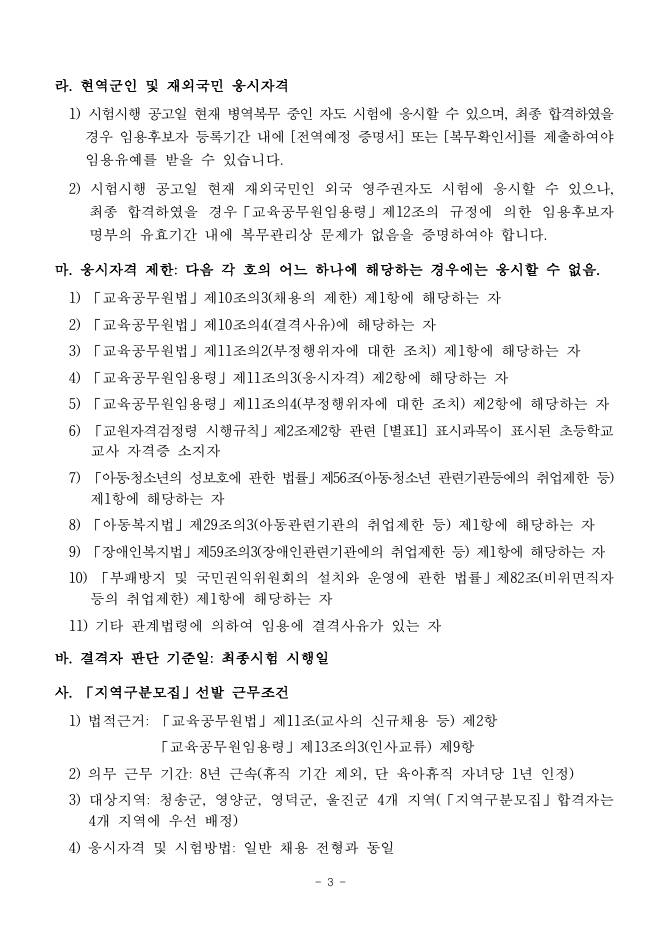 라. 현역군인 및 재외국민 응시자격
1) 시험시행 공고일 현재 병역복무 중인 자도 시험에 응시할 수 있으며, 최종 합격하였을
경우 임용후보자 등록기간 내에 [전역예정 증명서] 또는 [복무확인서]를 제출하여야
임용유예를 받을 수 있습니다.
2) 시험시행 공고일 현재 재외국민인 외국 영주권자도 시험에 응시할 수 있으나,
최종 합격하였을 경우「교육공무원임용령」제12조의 규정에 의한 임용후보자
명부의 유효기간 내에 복무관리상 문제가 없음을 증명하여야 합니다.
마. 응시자격 제한: 다음 각 호의 어느 하나에 해당하는 경우에는 응시할 수 없음.
1) 「교육공무원법」제10조의3(채용의 제한) 제1항에 해당하는 자
2) 「교육공무원법」제10조의4(결격사유)에 해당하는 자
3) 「교육공무원법」제11조의2(부정행위자에 대한 조치) 제1항에 해당하는 자
4) 「교육공무원임용령」제11조의3(응시자격) 제2항에 해당하는 자
5) 「교육공무원임용령」제11조의4(부정행위자에 대한 조치) 제2항에 해당하는 자
6) 「교원자격검정령 시행규칙」제2조제2항 관련 [별표1] 표시과목이 표시된 초등학교
교사 자격증 소지자
7) 「아동·청소년의 성보호에 관한 법률」제56조(아동·청소년 관련기관등에의 취업제한 등)
제1항에 해당하는 자
8) 「아동복지법」제29조의3(아동관련기관의 취업제한 등) 제1항에 해당하는 자
9) 「장애인복지법」제59조의3(장애인관련기관에의 취업제한 등) 제1항에 해당하는 자
10) 「부패방지 및 국민권익위원회의 설치와 운영에 관한 법률」제82조(비위면직자
등의 취업제한) 제1항에 해당하는 자
11) 기타 관계법령에 의하여 임용에 결격사유가 있는 자
바. 결격자 판단 기준일: 최종시험 시행일
사. 「지역구분모집」선발 근무조건
1) 법적근거: 「교육공무원법」제11조(교사의 신규채용 등) 제2항
「교육공무원임용령」제13조의3(인사교류) 제9항
2) 의무 근무 기간: 8년 근속(휴직 기간 제외, 단 육아휴직 자녀당 1년 인정)
3) 대상지역: 청송군, 영양군, 영덕군, 울진군 4개 지역(「지역구분모집」합격자는
4개 지역에 우선 배정)
4) 응시자격 및 시험방법: 일반 채용 전형과 동일
- 3 -